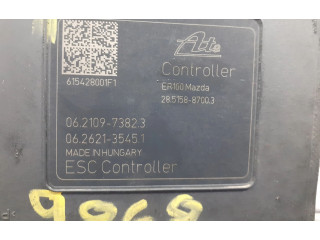 Ate
Controller
615428001F1
ER160 Mazda
28.5158-8700.3
06.2109-7382.3
06.2621-3545.1
MADE IN HUNGARY
ESC Controller